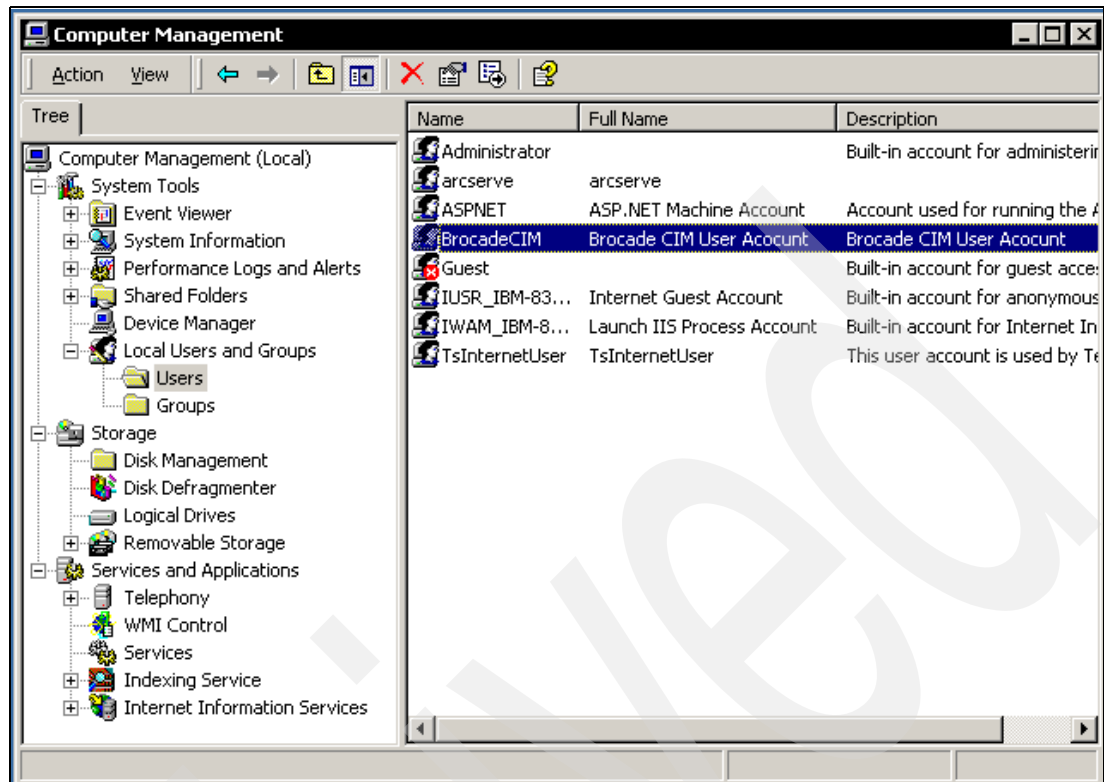 Computer Management
Action View
Tree
Name Full Name Description
Computer Management (Local)
System Tools
Event Viewer
System Information
Performance Logs and Alerts
Shared Folders
Device Manager
Local Users and Groups
Users
Groups
Storage
Disk Management
Disk Defragmenter
Logical Drives
Removable Storage
Services and Applications
Telephony
WMI Control
Services
Indexing Service
Internet Information Services
Administrator Built-in account for administerin
arcserve arcserve
ASPNET ASP.NET Machine Account Account used for running the A
BrocadeCIM Brocade CIM User Acocunt Brocade CIM User Acocunt
Guest Built-in account for guest acce
IUSR_IBM-83... Internet Guest Account Built-in account for anonymous
IWAM_IBM-8... Launch IIS Process Account Built-in account for Internet In
TsInternetUser TsInternetUser This user account is used by Te